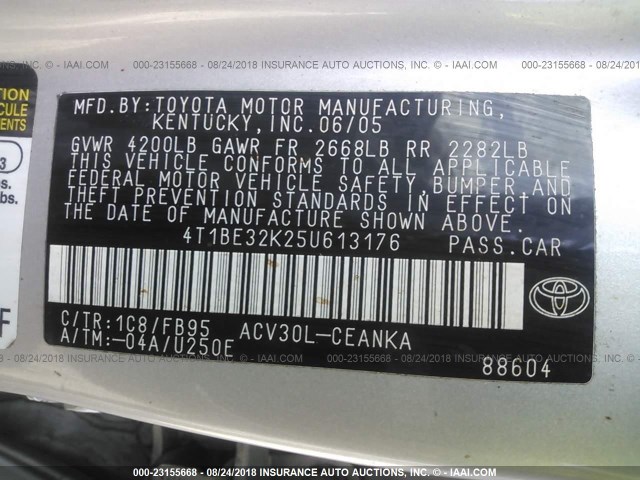 000-23155668 - 08/24/2018 INSURANCE AUTO AUCTIONS, INC. - © - IAAI.COM
MFD.BY:TOYOTA MOTOR MANUFACTURING,
KENTUCKY,INC.06/05
GVWR 4200LB GAWR FR 2668LB RR 2282LB
THIS VEHICLE CONFORMS TO ALL APPLICABLE
FEDERAL MOTOR VEHICLE SAFETY,BUMPER,AND
THEFT PREVENTION STANDARDS IN EFFECT ON
THE DATE OF MANUFACTURE SHOWN ABOVE.
4T1BE32K25U613176 PASS.CAR
C/TR:1C8/FB95 ACV30L-CEANKA
A/TM:-04A/U250E
88604
000-23155668 - 08/24/2018 INSURANCE AUTO AUCTIONS, INC. - © - IAAI.COM